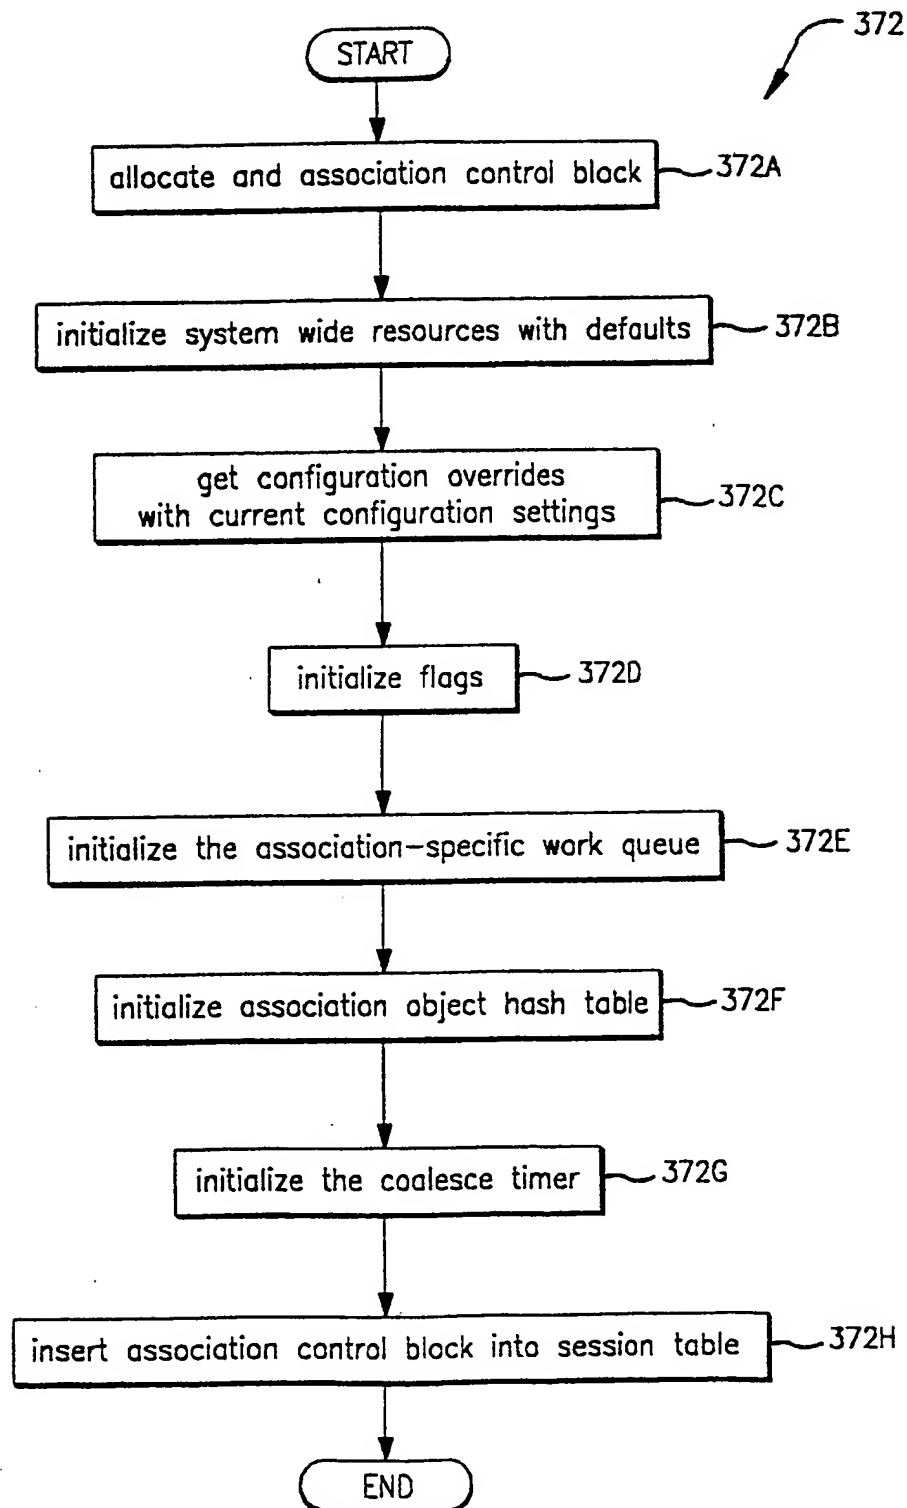 372
START
allocate and association control block
372A
initialize system wide resources with defaults
372B
get configuration overrides
with current configuration settings
372C
initialize flags
372D
initialize the association-specific work queue
372E
initialize association object hash table
372F
initialize the coalesce timer
372G
insert association control block into session table
372H
END